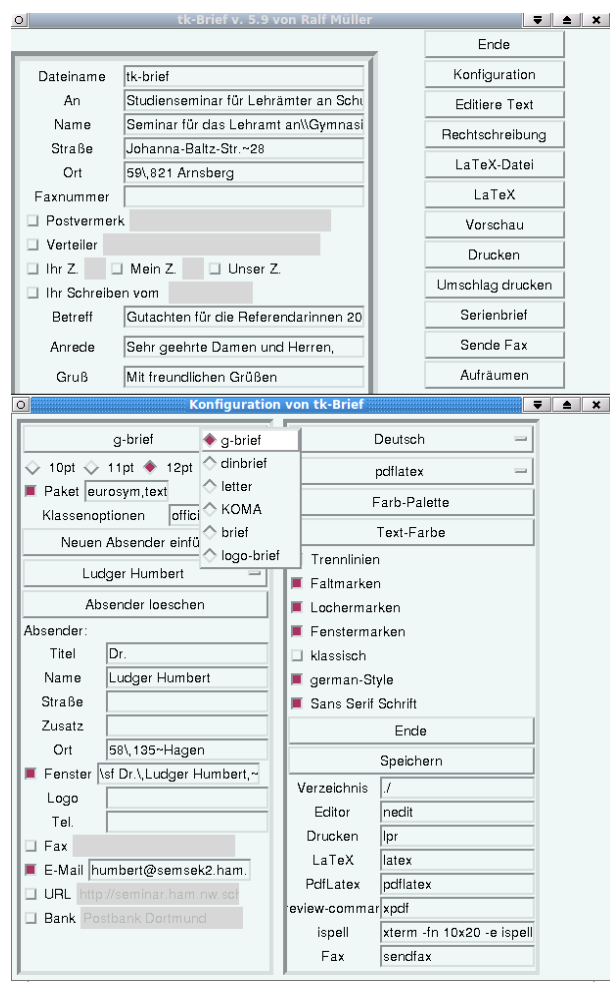 tk-Brief v. 5.9 von Ralf Müller
Ende
Dateiname tk-brief
Konfiguration
An Studienseminar für Lehrämter an Schu
Editiere Text
Name Seminar für das Lehramt an\\Gymnasi
Rechtschreibung
Straße Johanna-Baltz-Str.~28
LaTeX-Datei
Ort 59\,821 Arnsberg
LaTeX
Faxnummer
Vorschau
Postvermerk
Verteiler
Drucken
Ihr Z. Mein Z. Unser Z.
Umschlag drucken
Ihr Schreiben vom
Serienbrief
Betreff Gutachten für die Referendarinnen 20
Sende Fax
Anrede Sehr geehrte Damen und Herren,
Aufräumen
Gruß Mit freundlichen Grüßen
Konfiguration von tk-Brief
g-brief
10pt 11pt 12pt
Paket eurosym,text
Klassenoptionen offici
Neuen Absender einfü
Ludger Humbert
Absender loeschen
Absender:
Titel Dr.
Name Ludger Humbert
Straße
Zusatz
Ort 58\,135~Hagen
Fenster \sf Dr.\,Ludger Humbert,~
Logo
Tel.
Fax
E-Mail humbert@semsek2.ham.
URL http://seminar.ham.nw.scl
Bank Postbank Dortmund
g-brief
dinbrief
letter
KOMA
brief
logo-brief
Deutsch
pdflatex
Farb-Palette
Text-Farbe
Trennlinien
Faltmarken
Lochermarken
Fenstermarken
klassisch
german-Style
Sans Serif Schrift
Ende
Speichern
Verzeichnis ./
Editor nedit
Drucken lpr
LaTeX latex
PdfLatex pdflatex
review-commar xpdf
ispell xterm -fn 10x20 -e ispell
Fax sendfax